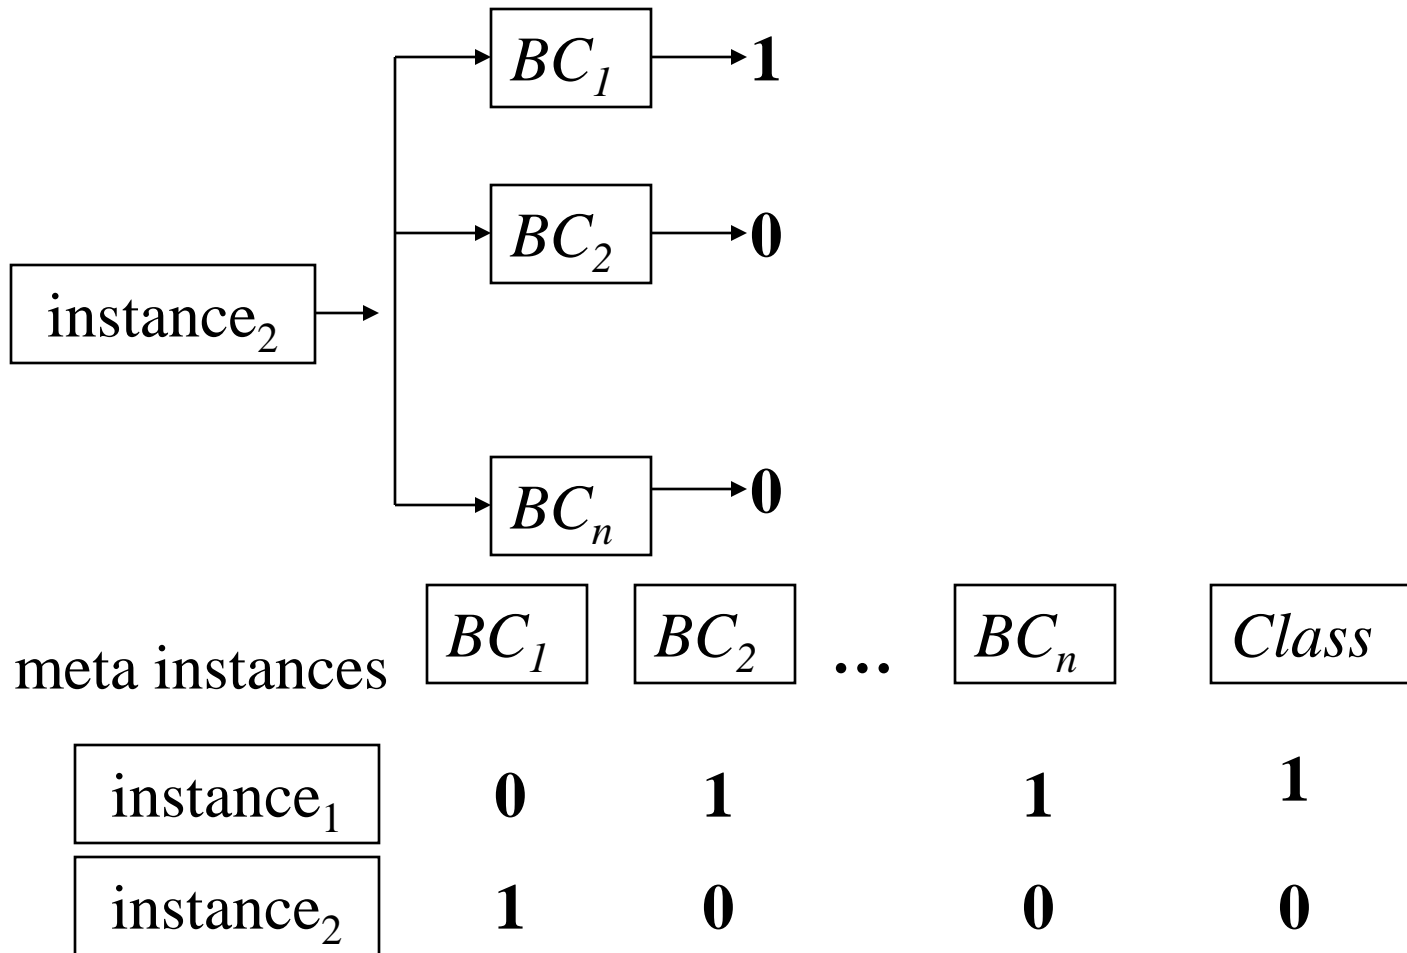 BC₁ 1
BC₂ 0
instance₂
BCₙ 0
meta instances BC₁ BC₂ ... BCₙ Class
instance₁ 0 1 1 1
instance₂ 1 0 0 0